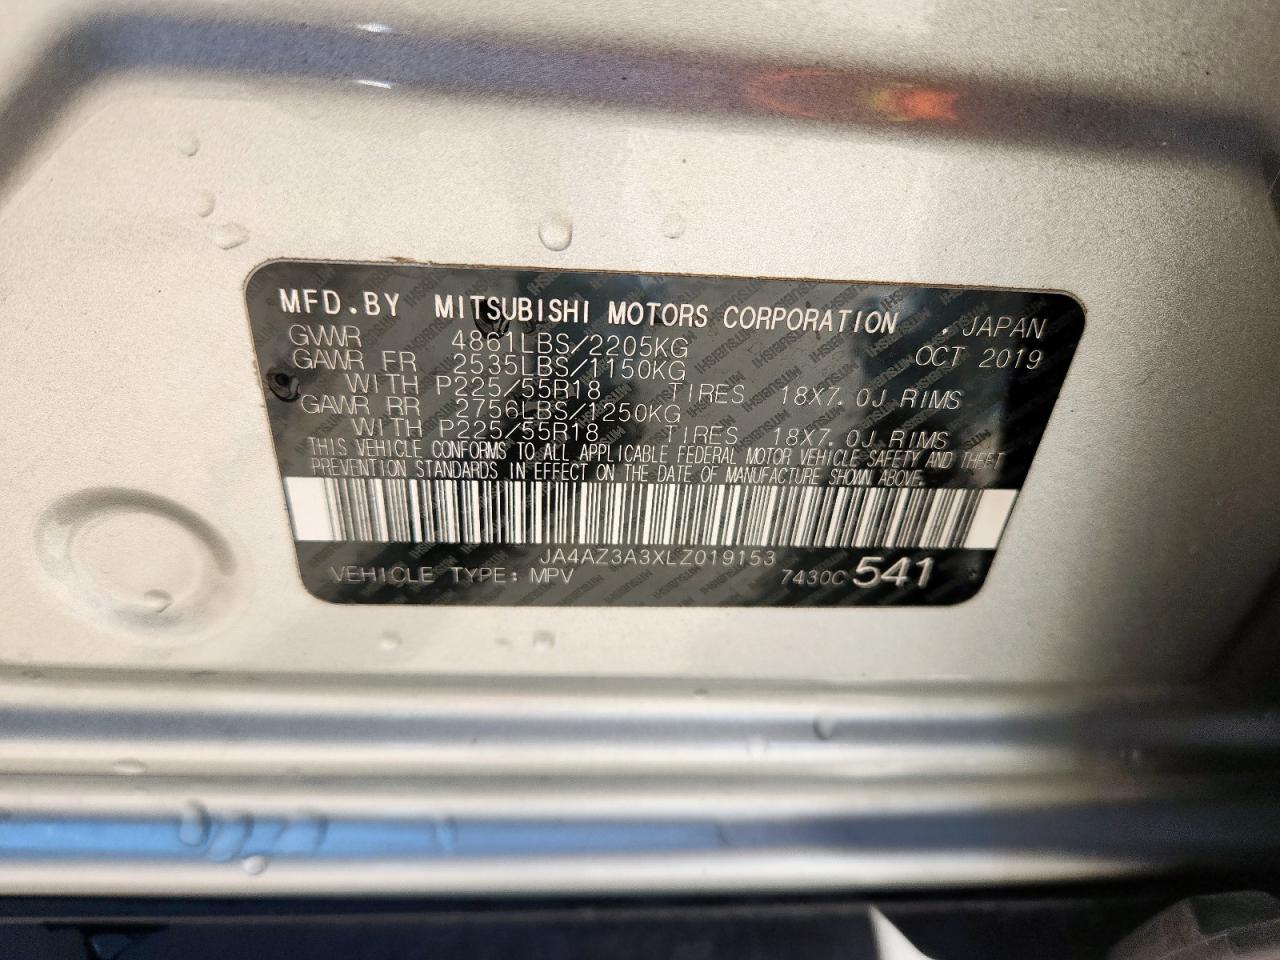 MFD.BY MITSUBISHI MOTORS CORPORATION , JAPAN
GVWR 4861LBS/2205KG OCT 2019
GAWR FR 2535LBS/1150KG
WITH P225/55R18 TIRES 18X7.0J RIMS
GAWR RR 2756LBS/1250KG
WITH P225/55R18 TIRES 18X7.0J RIMS
THIS VEHICLE CONFORMS TO ALL APPLICABLE FEDERAL MOTOR VEHICLE SAFETY AND THEFT
PREVENTION STANDARDS IN EFFECT ON THE DATE OF MANUFACTURE SHOWN ABOVE.
JA4AZ3A3XLZ019153
VEHICLE TYPE: MPV 7430C 541